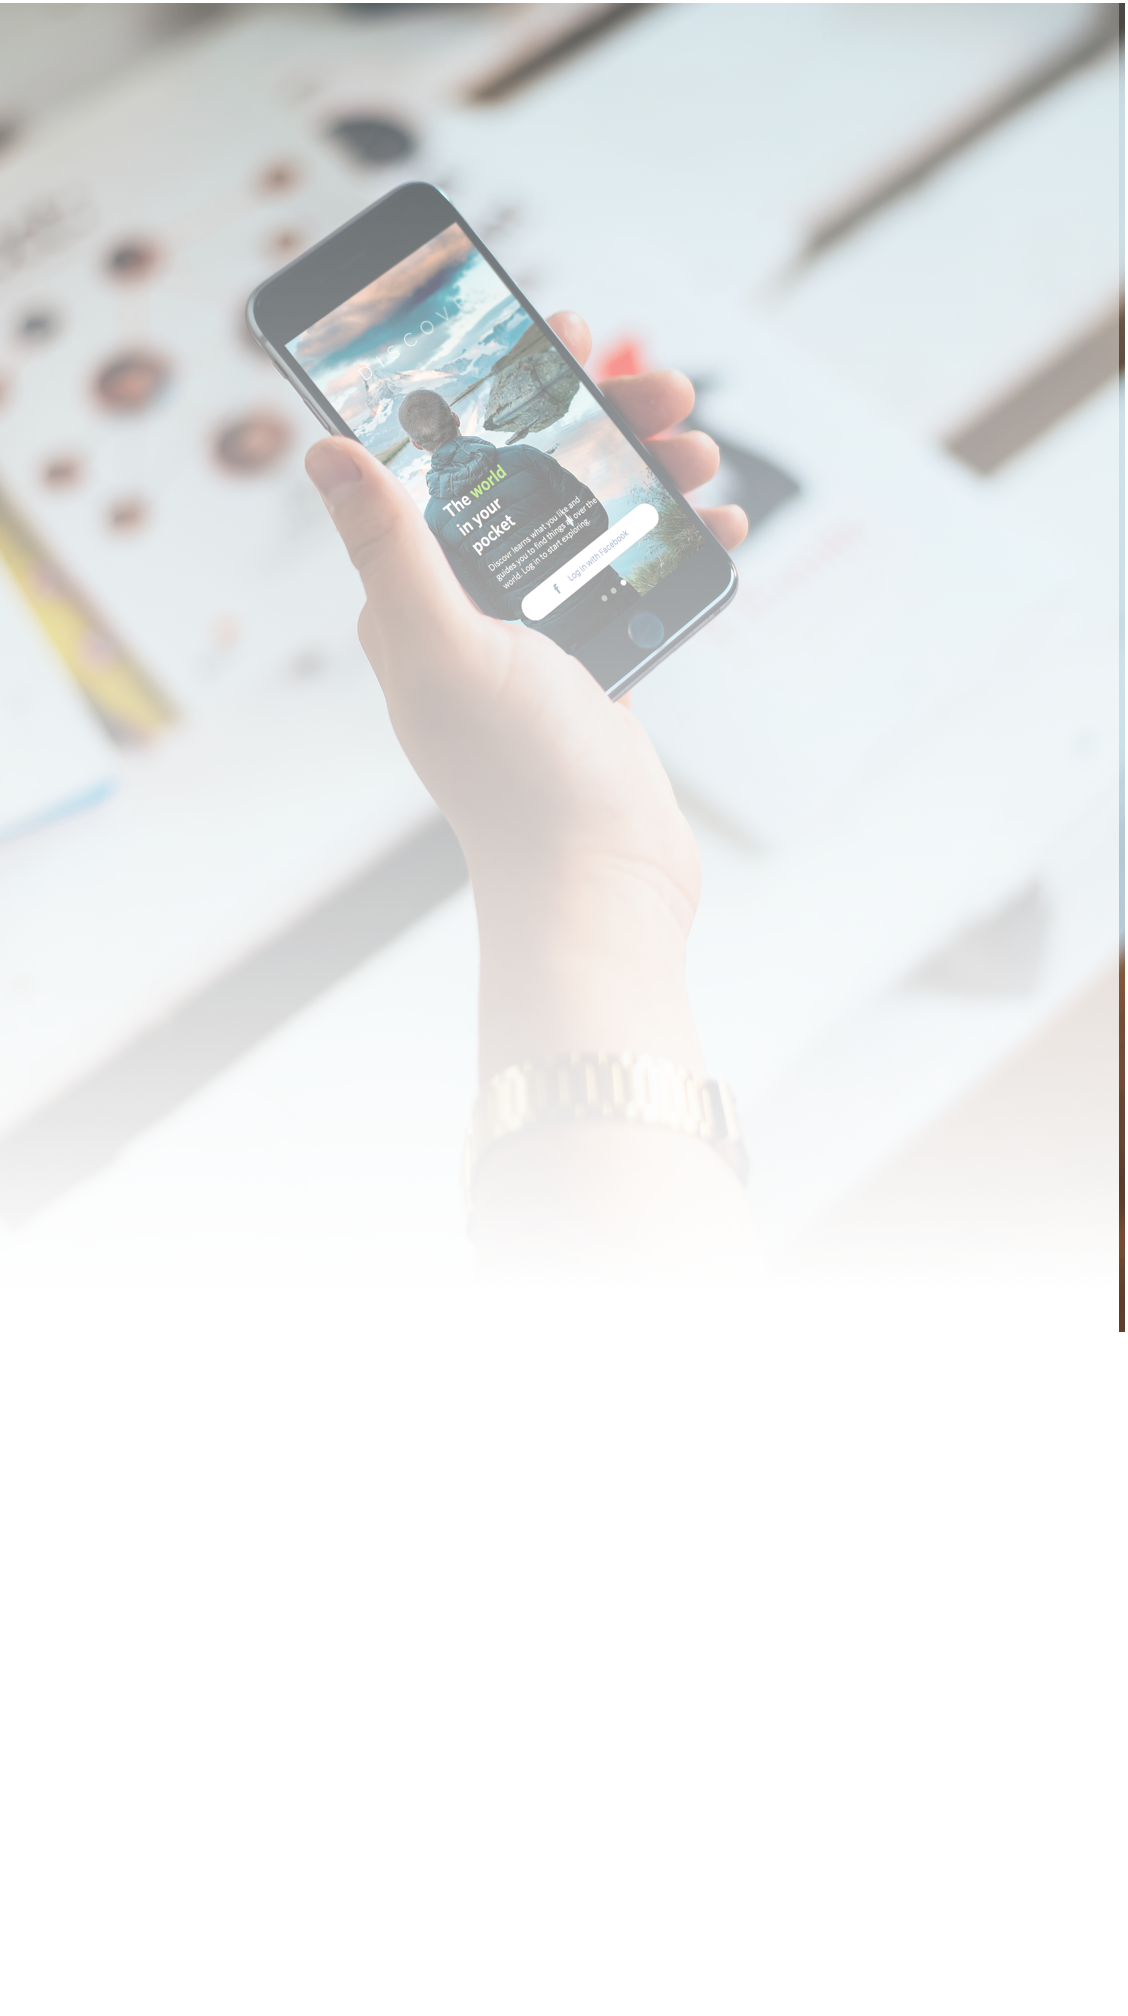 DISCOV
The world
in your
pocket
Discovr learns what you like and
guides you to find things all over the
world. Log in to start exploring.
f Log in with Facebook